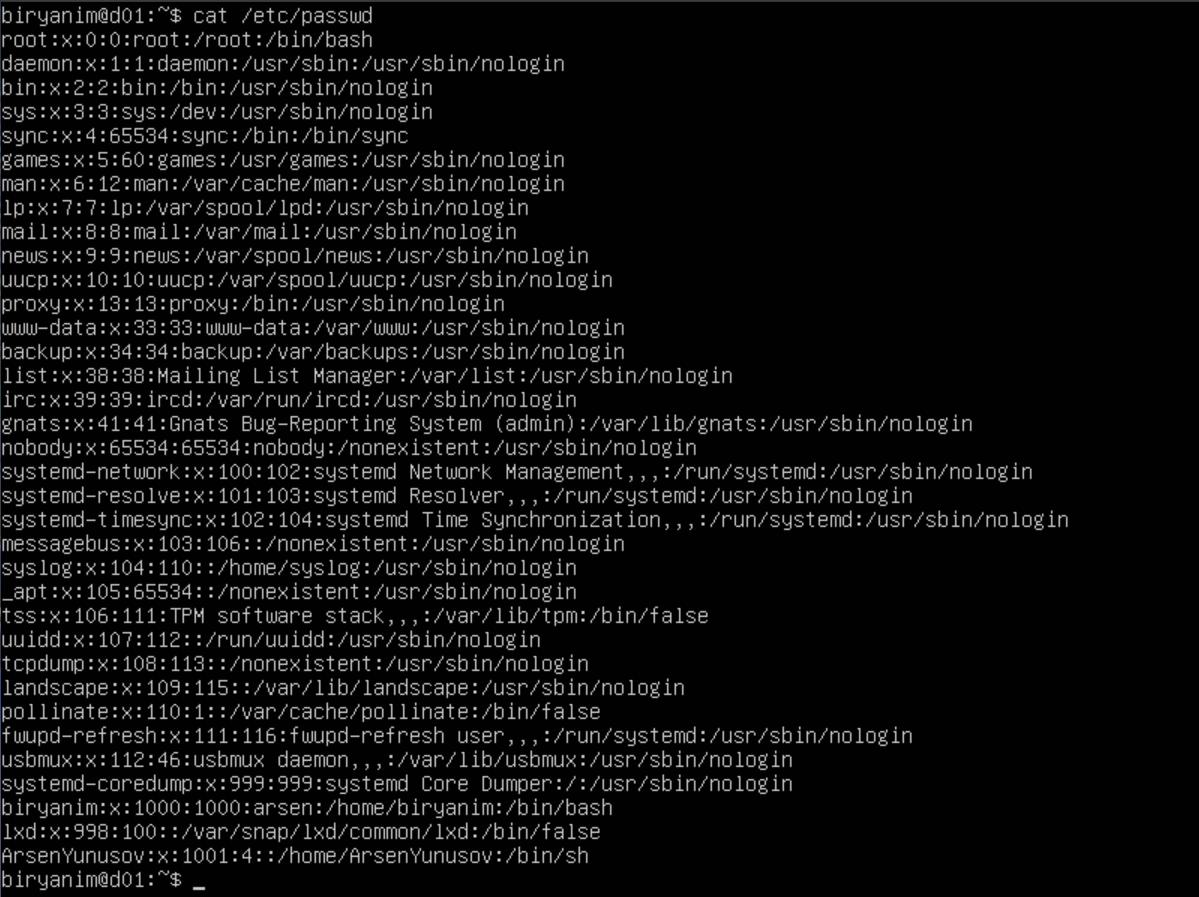 biryanim@d01:~$ cat /etc/passwd
root:x:0:0:root:/root:/bin/bash
daemon:x:1:1:daemon:/usr/sbin:/usr/sbin/nologin
bin:x:2:2:bin:/bin:/usr/sbin/nologin
sys:x:3:3:sys:/dev:/usr/sbin/nologin
sync:x:4:65534:sync:/bin:/bin/sync
games:x:5:60:games:/usr/games:/usr/sbin/nologin
man:x:6:12:man:/var/cache/man:/usr/sbin/nologin
lp:x:7:7:lp:/var/spool/lpd:/usr/sbin/nologin
mail:x:8:8:mail:/var/mail:/usr/sbin/nologin
news:x:9:9:news:/var/spool/news:/usr/sbin/nologin
uucp:x:10:10:uucp:/var/spool/uucp:/usr/sbin/nologin
proxy:x:13:13:proxy:/bin:/usr/sbin/nologin
www-data:x:33:33:www-data:/var/www:/usr/sbin/nologin
backup:x:34:34:backup:/var/backups:/usr/sbin/nologin
list:x:38:38:Mailing List Manager:/var/list:/usr/sbin/nologin
irc:x:39:39:ircd:/var/run/ircd:/usr/sbin/nologin
gnats:x:41:41:Gnats Bug-Reporting System (admin):/var/lib/gnats:/usr/sbin/nologin
nobody:x:65534:65534:nobody:/nonexistent:/usr/sbin/nologin
systemd-network:x:100:102:systemd Network Management,,,:/run/systemd:/usr/sbin/nologin
systemd-resolve:x:101:103:systemd Resolver,,,:/run/systemd:/usr/sbin/nologin
systemd-timesync:x:102:104:systemd Time Synchronization,,,:/run/systemd:/usr/sbin/nologin
messagebus:x:103:106::/nonexistent:/usr/sbin/nologin
syslog:x:104:110::/home/syslog:/usr/sbin/nologin
_apt:x:105:65534::/nonexistent:/usr/sbin/nologin
tss:x:106:111:TPM software stack,,,:/var/lib/tpm:/bin/false
uuidd:x:107:112::/run/uuidd:/usr/sbin/nologin
tcpdump:x:108:113::/nonexistent:/usr/sbin/nologin
landscape:x:109:115::/var/lib/landscape:/usr/sbin/nologin
pollinate:x:110:1::/var/cache/pollinate:/bin/false
fwupd-refresh:x:111:116:fwupd-refresh user,,,:/run/systemd:/usr/sbin/nologin
usbmux:x:112:46:usbmux daemon,,,:/var/lib/usbmux:/usr/sbin/nologin
systemd-coredump:x:999:999:systemd Core Dumper:/:/usr/sbin/nologin
biryanim:x:1000:1000:arsen:/home/biryanim:/bin/bash
lxd:x:998:100::/var/snap/lxd/common/lxd:/bin/false
ArsenYunusov:x:1001:4::/home/ArsenYunusov:/bin/sh
biryanim@d01:~$ _